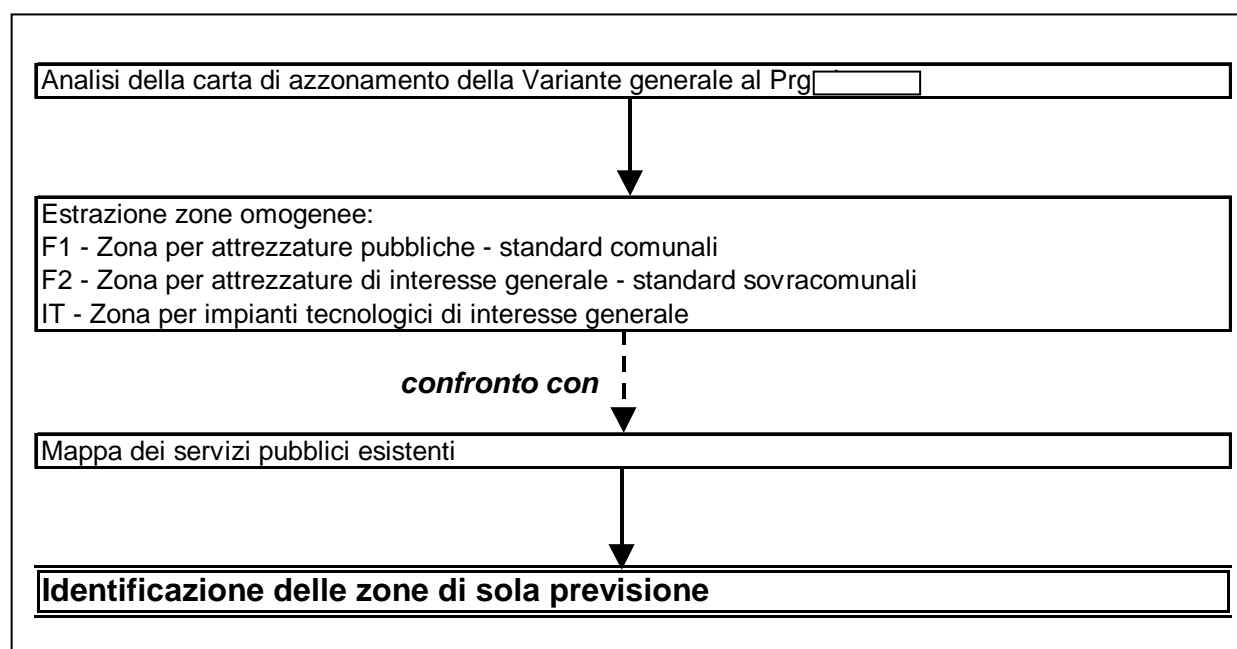 Analisi della carta di azzonamento della Variante generale al Prg
Estrazione zone omogenee:
F1 - Zona per attrezzature pubbliche - standard comunali
F2 - Zona per attrezzature di interesse generale - standard sovracomunali
IT - Zona per impianti tecnologici di interesse generale
confronto con
Mappa dei servizi pubblici esistenti
Identificazione delle zone di sola previsione